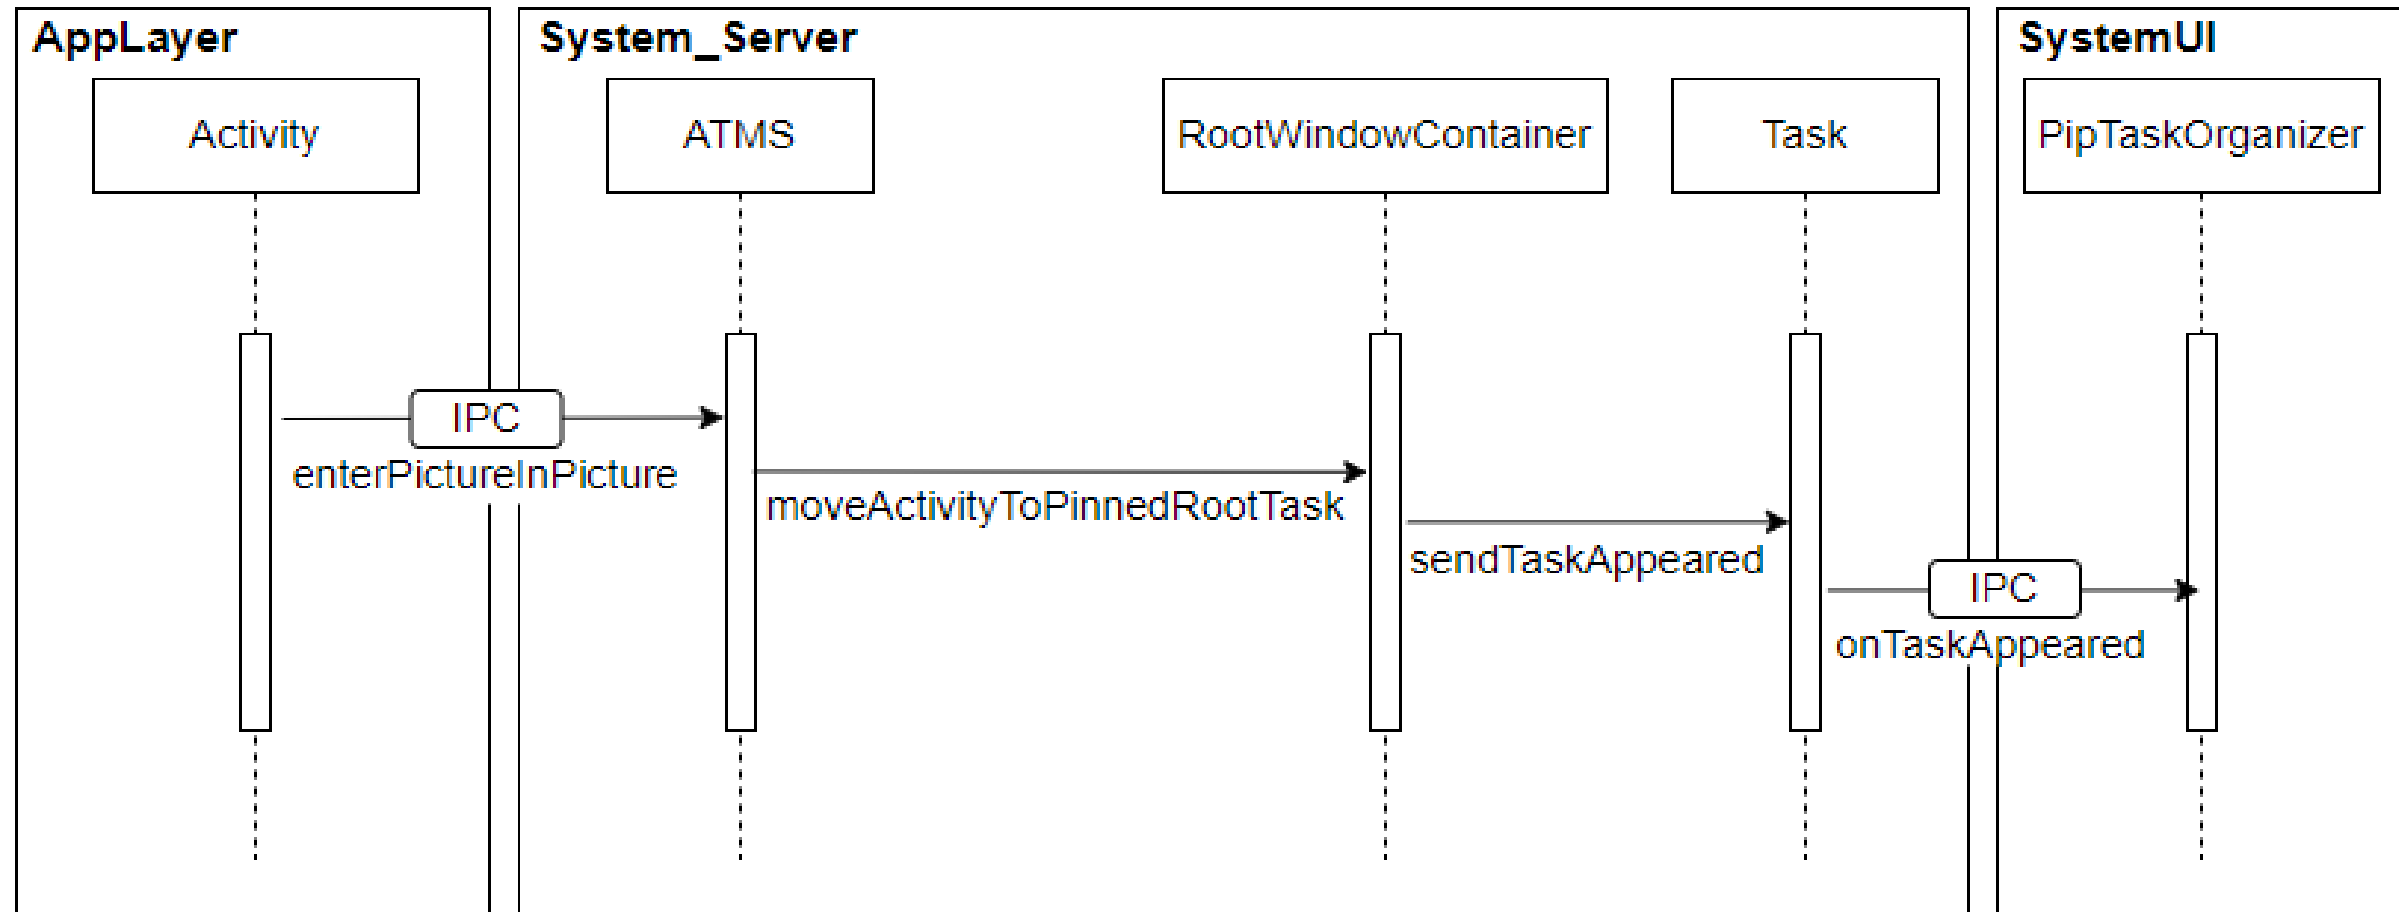 AppLayer
System_Server
SystemUI
Activity
ATMS
RootWindowContainer
Task
PipTaskOrganizer
IPC
enterPictureInPicture
moveActivityToPinnedRootTask
sendTaskAppeared
IPC
onTaskAppeared